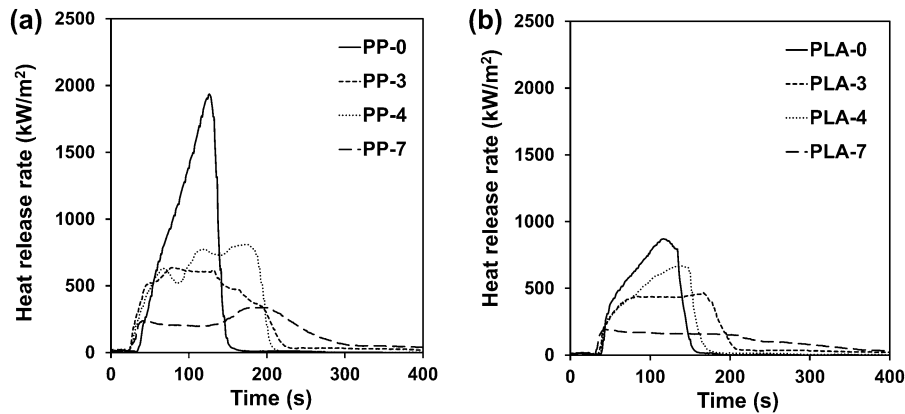 (a)
Heat release rate (kW/m²)
2500
2000
1500
1000
500
0
PP-0
PP-3
PP-4
PP-7
0 100 200 300 400
Time (s)
(b)
Heat release rate (kW/m²)
2500
2000
1500
1000
500
0
PLA-0
PLA-3
PLA-4
PLA-7
0 100 200 300 400
Time (s)